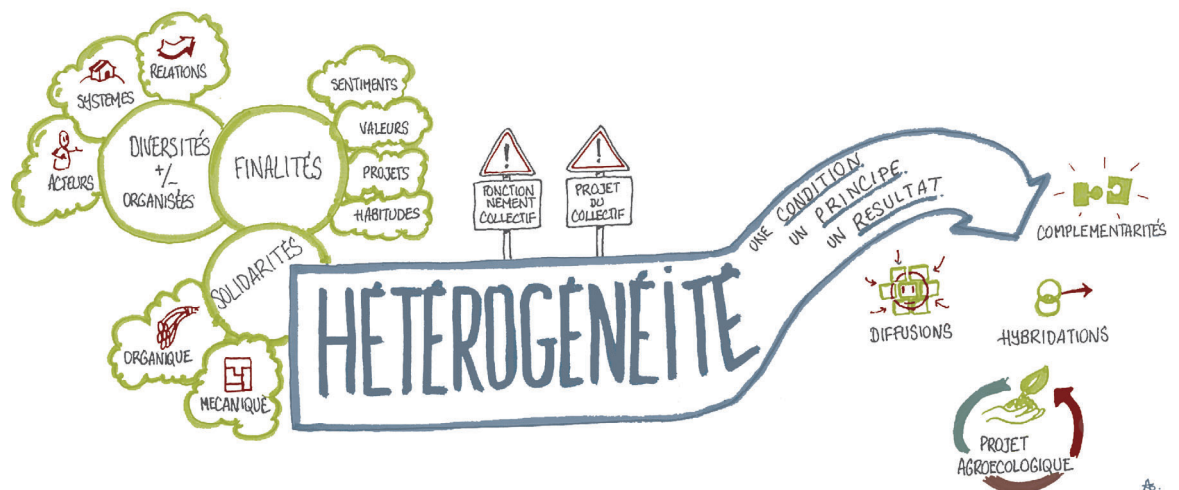 RELATIONS
SYSTEMES
ACTEURS
DIVERSITÉS
+/-
ORGANISÉES
FINALITÉS
SENTIMENTS
VALEURS
PROJETS
HABITUDES
SOLIDARITÉS
ORGANIQUE
MECANIQUE
!
FONCTION
NEMENT
COLLECTIF
!
PROJET
DU
COLLECTIF
HÉTÉROGÉNÉITÉ
UNE CONDITION.
UN PRINCIPE.
UN RESULTAT.
COMPLEMENTARITÉS
DIFFUSIONS
HYBRIDATIONS
PROJET
AGROECOLOGIQUE